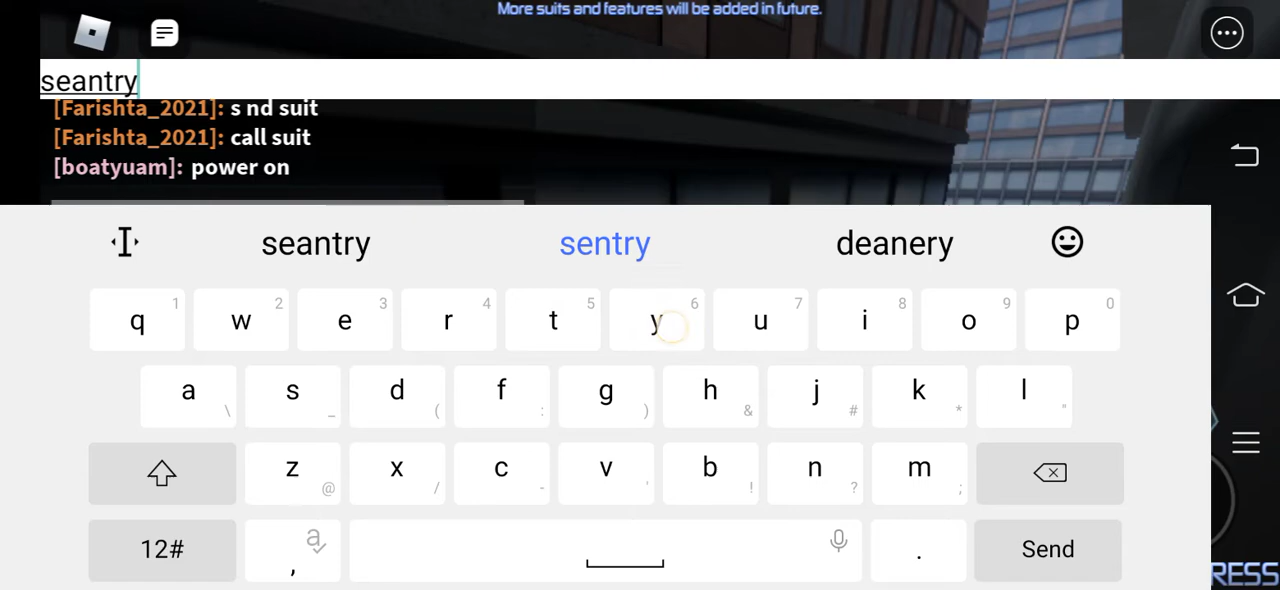 More suits and features will be added in future.
seantry
[Farishta_2021]: s nd suit
[Farishta_2021]: call suit
[boatyuam]: power on
seantry sentry deanery
q 1 w 2 e 3 r 4 t 5 y 6 u 7 i 8 o 9 p 0
a \ s _ d ( f : g ) h & j # k * l "
z @ x / c - v ' b ! n ? m ;
12# a , . Send
RESS